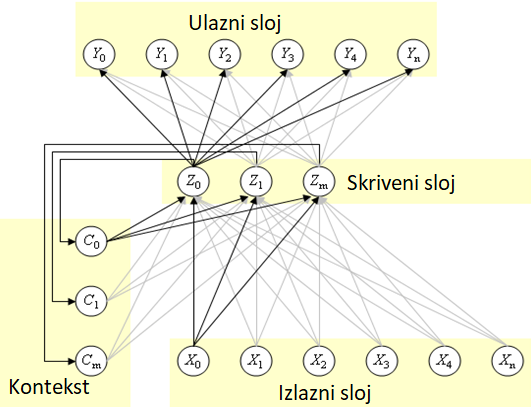 Ulazni sloj
Y0 Y1 Y2 Y3 Y4 Yn
Z0 Z1 Zm Skriveni sloj
C0
C1
Cm X0 X1 X2 X3 X4 Xn
Kontekst Izlazni sloj